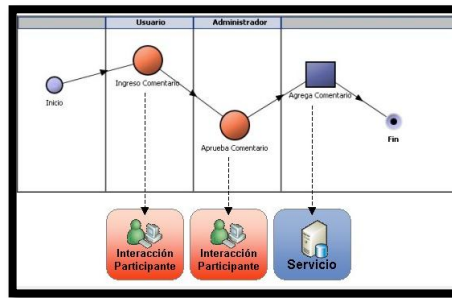 Usuario
Administrador
Inicio
Ingreso Comentario
Aprueba Comentario
Agrega Comentario
Fin
Interacción
Participante
Interacción
Participante
Servicio